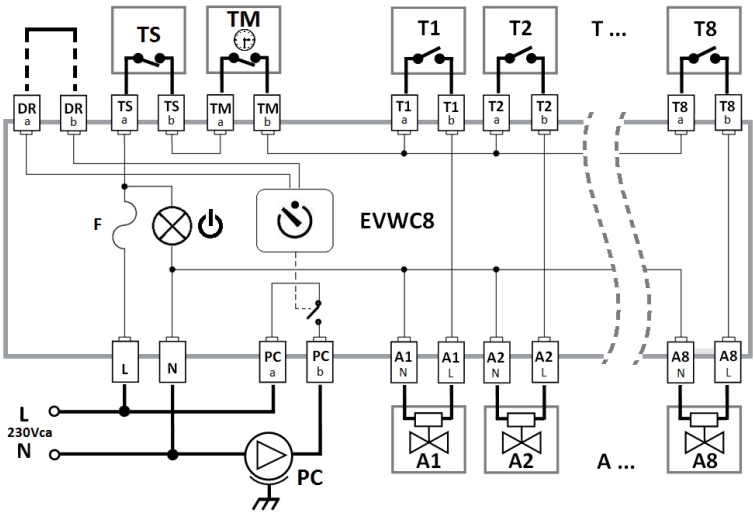 TS TM T1 T2 T ... T8
DR DR TS TS TM TM T1 T1 T2 T2 T8 T8
a b a b a b a b a b a b
F EVWC8
L N PC PC A1 A1 A2 A2 A8 A8
a b N L N L N L
L
230Vca
N
PC A1 A2 A ... A8